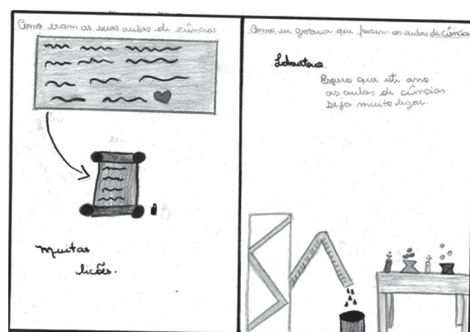 Como eram as suas aulas de ciências
Muitas
lições.
Como eu gostaria que fossem as aulas de ciências
Laboratório
Espero que este ano
as aulas de ciências
seja muito legal.